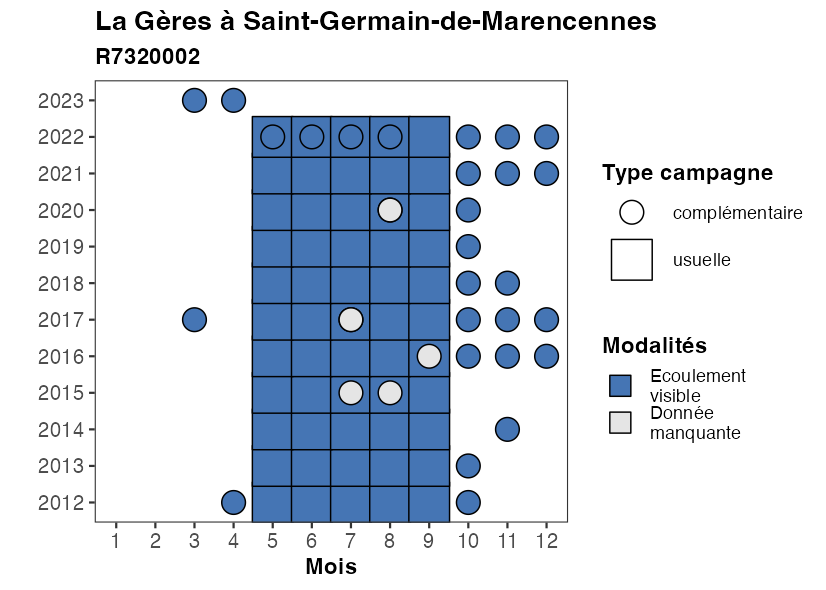 La Gères à Saint-Germain-de-Marencennes
R7320002
2023
2022
2021
2020
2019
2018
2017
2016
2015
2014
2013
2012
1 2 3 4 5 6 7 8 9 10 11 12
Mois
Type campagne
complémentaire
usuelle
Modalités
Ecoulement
visible
Donnée
manquante